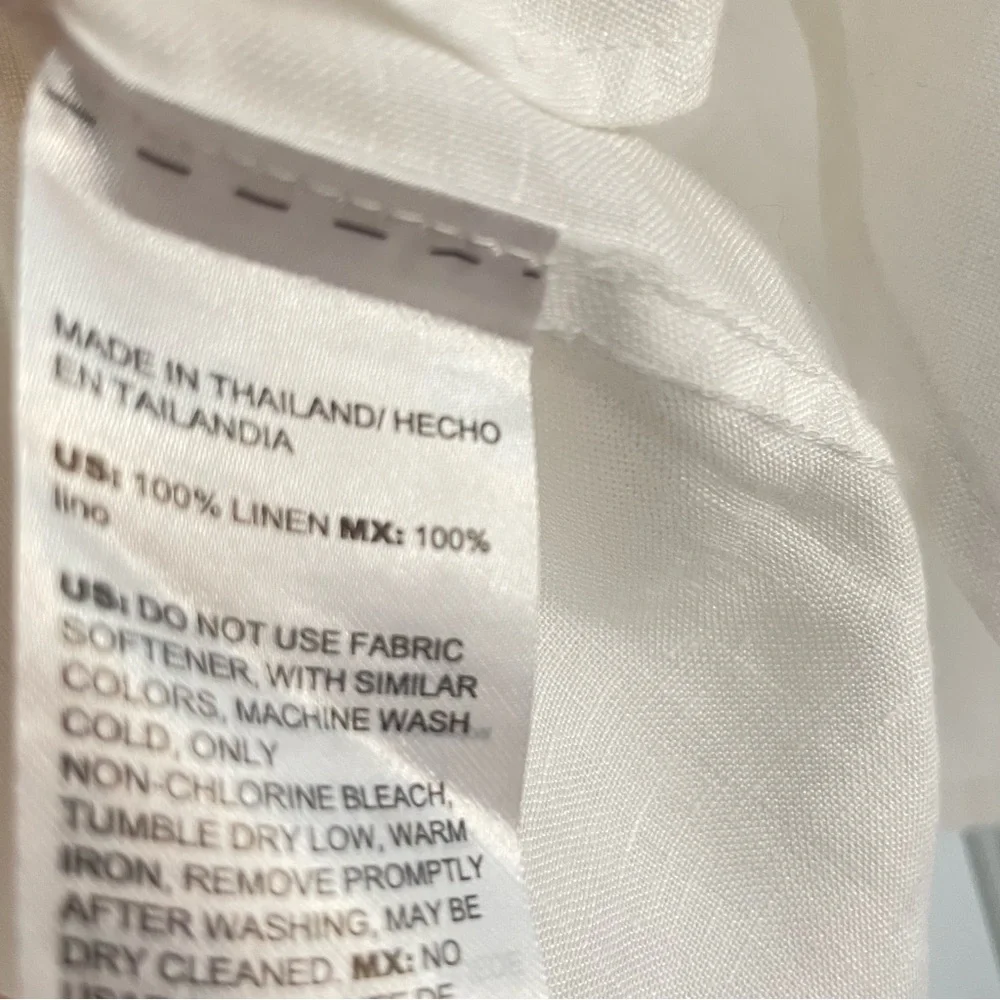 MADE IN THAILAND/ HECHO
EN TAILANDIA
US: 100% LINEN MX: 100%
lino
US: DO NOT USE FABRIC
SOFTENER, WITH SIMILAR
COLORS, MACHINE WASH
COLD, ONLY
NON-CHLORINE BLEACH,
TUMBLE DRY LOW, WARM
IRON, REMOVE PROMPTLY
AFTER WASHING, MAY BE
DRY CLEANED. MX: NO
DE